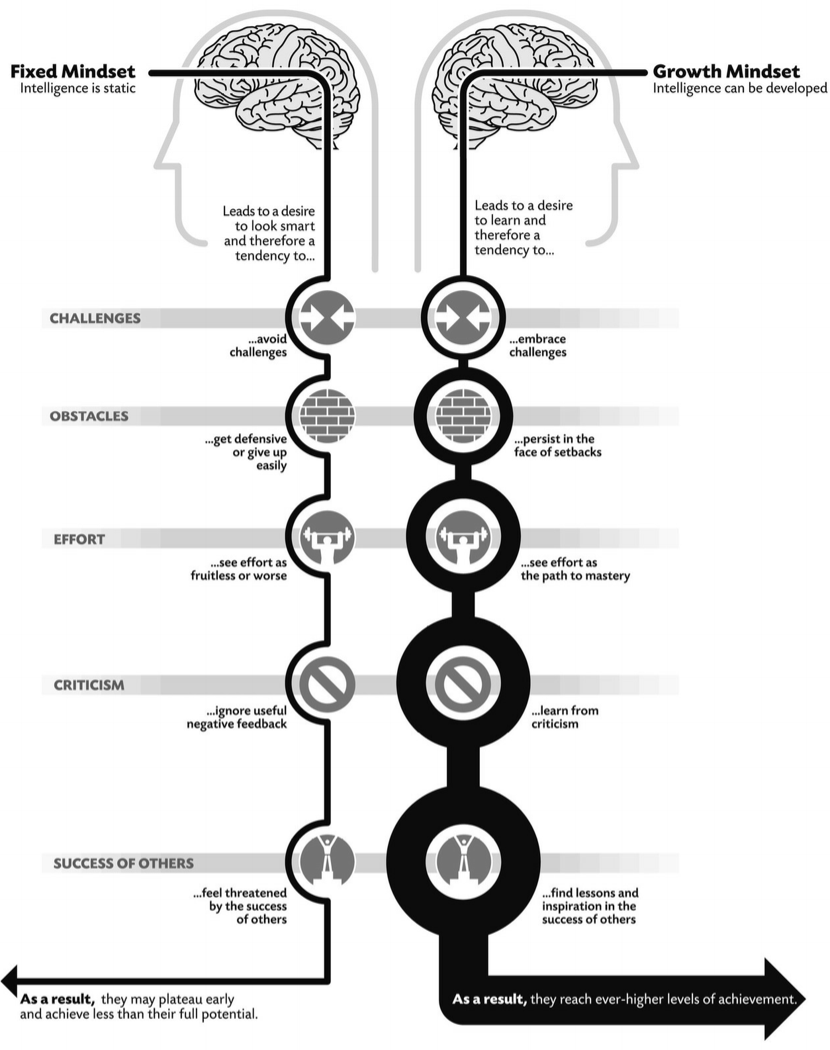 Fixed Mindset
Intelligence is static
Growth Mindset
Intelligence can be developed
Leads to a desire
to look smart
and therefore a
tendency to...
Leads to a desire
to learn and
therefore a
tendency to...
CHALLENGES
...avoid
challenges
...embrace
challenges
OBSTACLES
...get defensive
or give up
easily
...persist in the
face of setbacks
EFFORT
...see effort as
fruitless or worse
...see effort as
the path to mastery
CRITICISM
...ignore useful
negative feedback
...learn from
criticism
SUCCESS OF OTHERS
...feel threatened
by the success
of others
...find lessons and
inspiration in the
success of others
As a result, they may plateau early
and achieve less than their full potential.
As a result, they reach ever-higher levels of achievement.